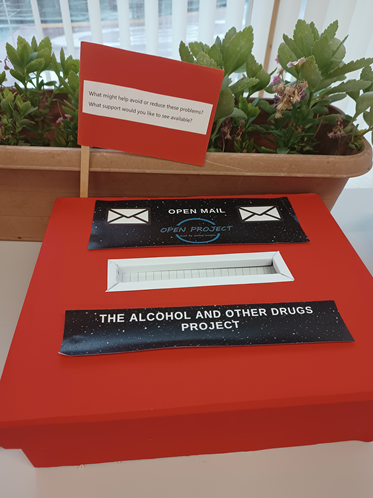 What might help avoid or reduce these problems?
What support would you like to see available?
OPEN MAIL
OPEN PROJECT
THE ALCOHOL AND OTHER DRUGS
PROJECT